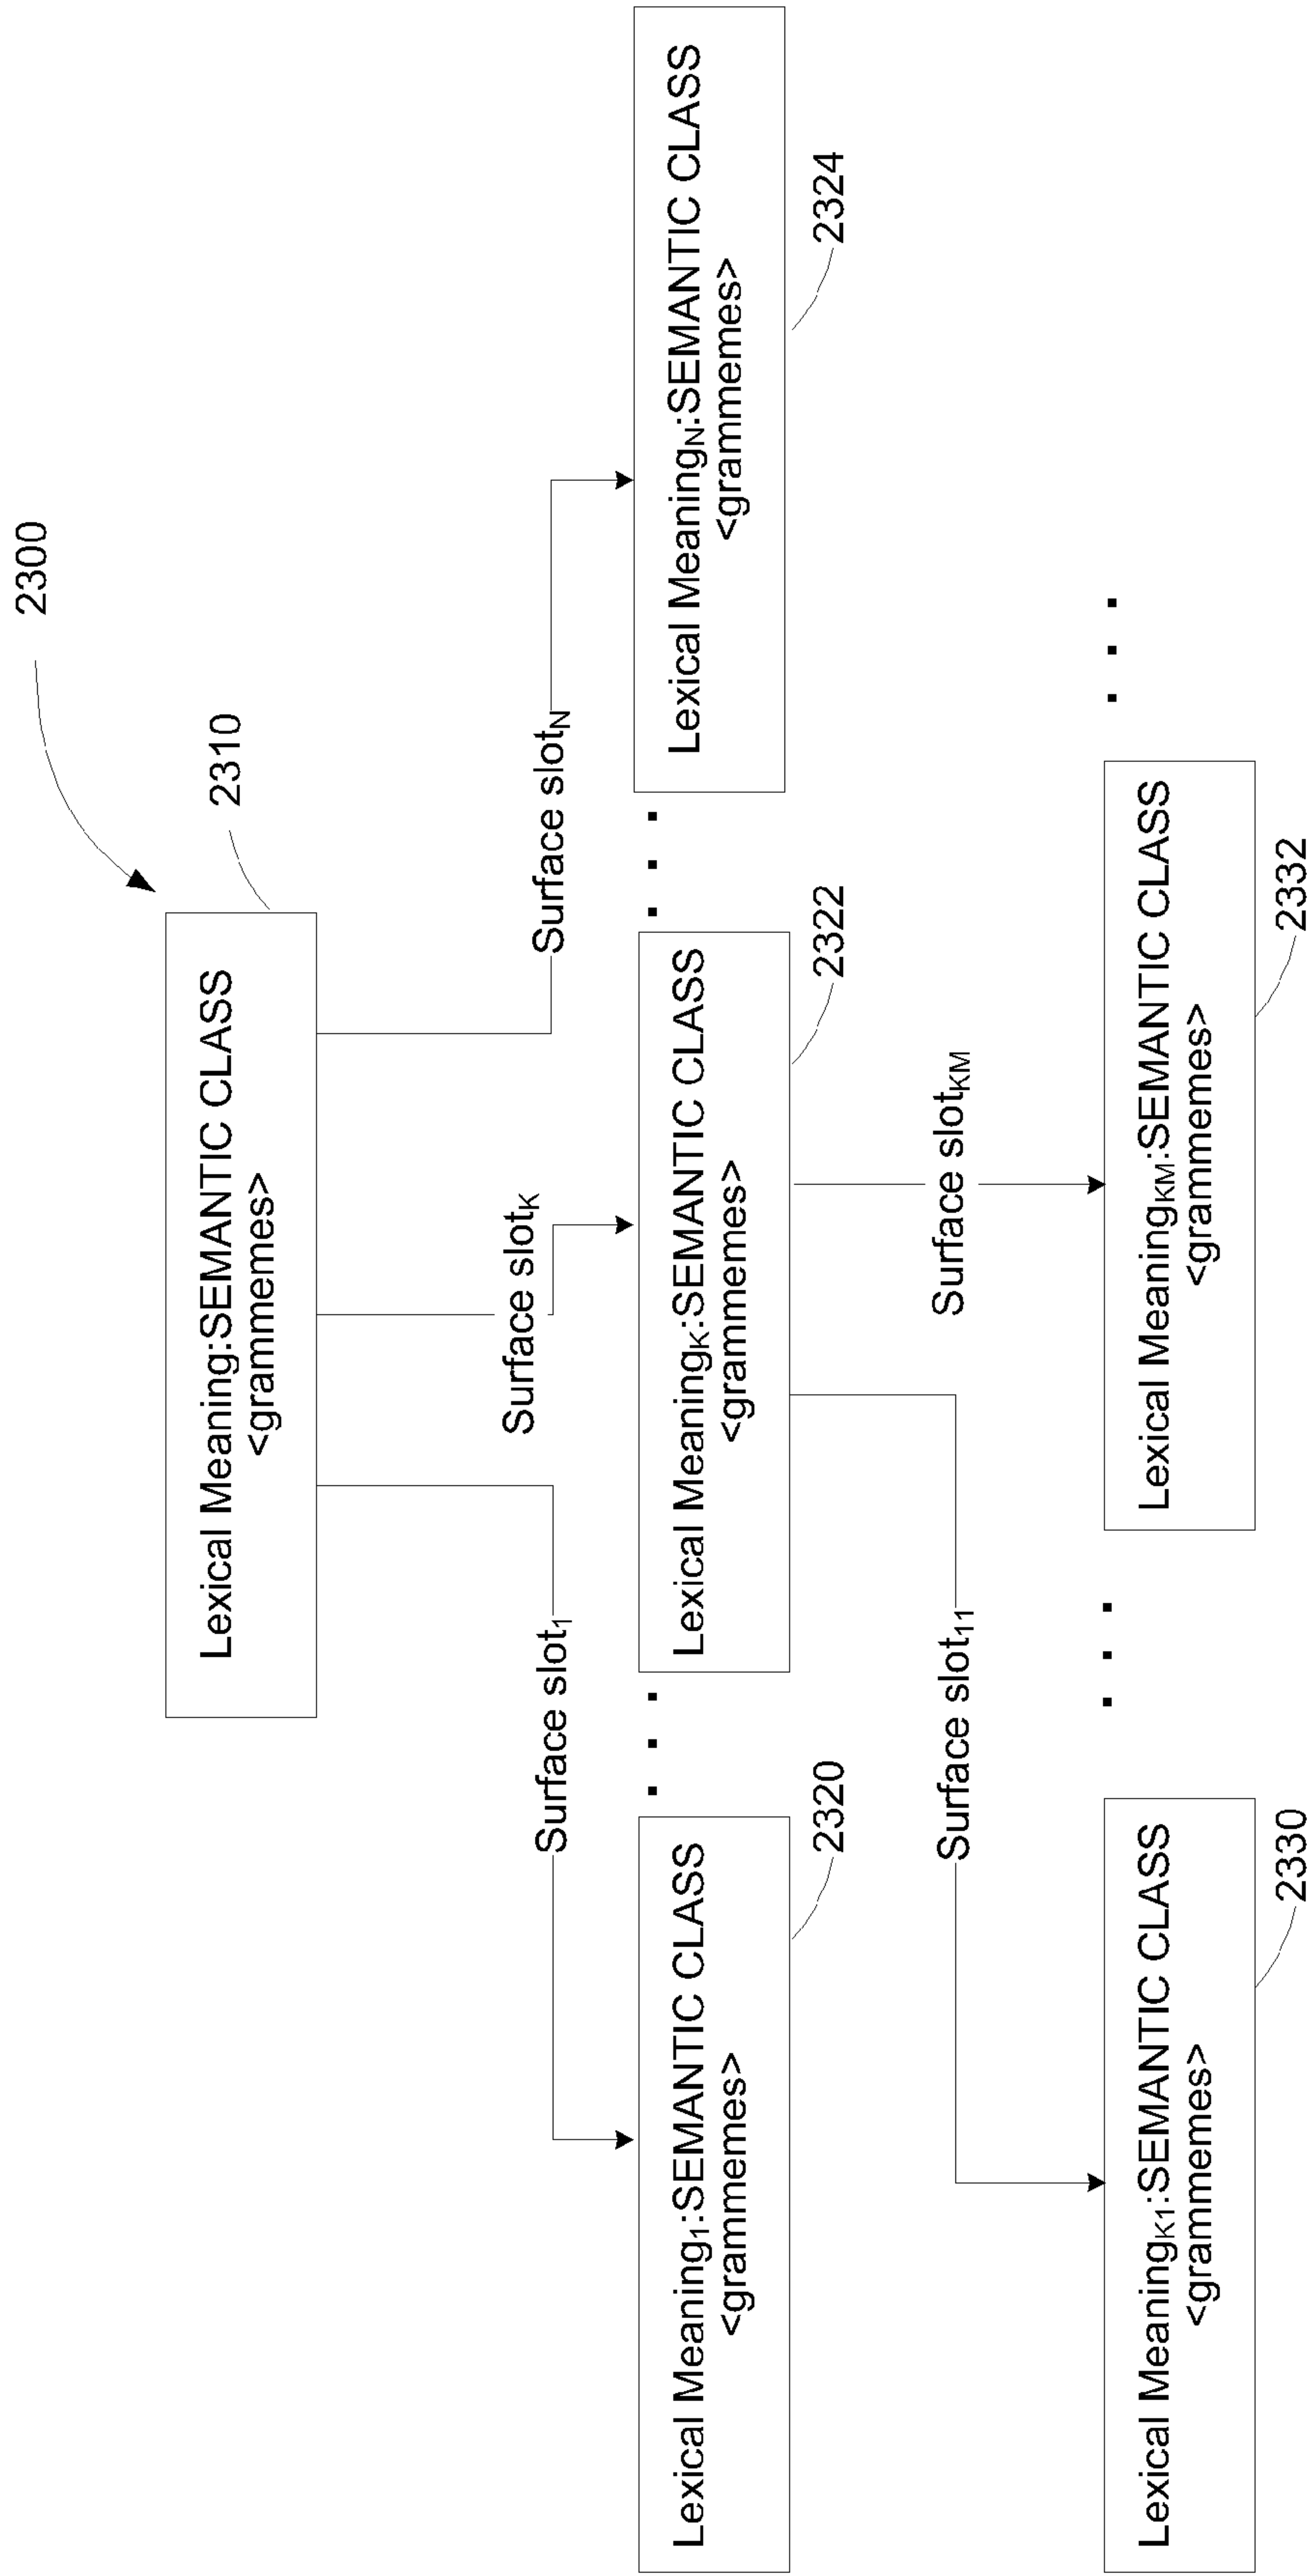 2300
2310
Lexical Meaning:SEMANTIC CLASS
<grammemes>
Surface slot₁
Surface slotK
Surface slotN
Lexical Meaning₁:SEMANTIC CLASS
<grammemes>
2320
. . .
Lexical MeaningK:SEMANTIC CLASS
<grammemes>
2322
. . .
Lexical MeaningN:SEMANTIC CLASS
<grammemes>
2324
Surface slot₁₁
Surface slotKM
Lexical MeaningK1:SEMANTIC CLASS
<grammemes>
2330
. . .
Lexical MeaningKM:SEMANTIC CLASS
<grammemes>
2332
. . .